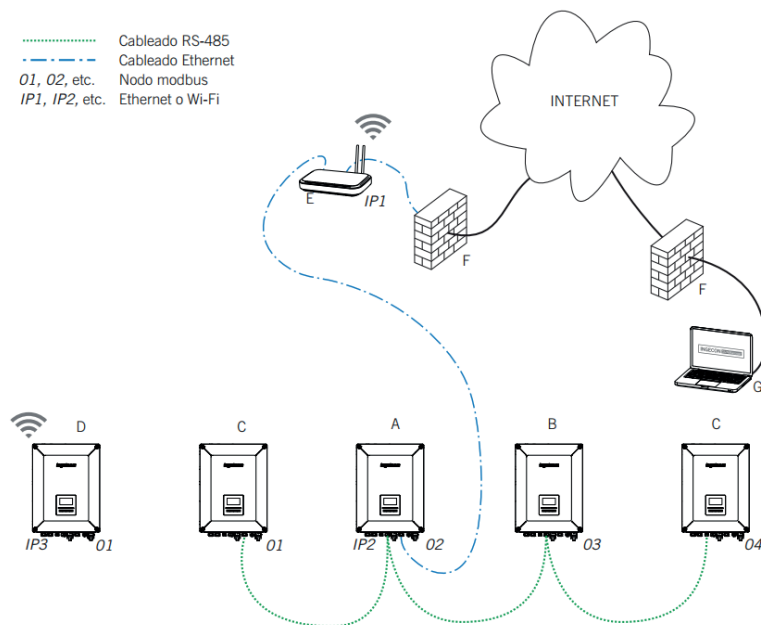 Cableado RS-485
Cableado Ethernet
01, 02, etc. Nodo modbus
IP1, IP2, etc. Ethernet o Wi-Fi
INTERNET
E
IP1
F
F
G
D
C
A
B
C
IP3
01
01
IP2
02
03
04